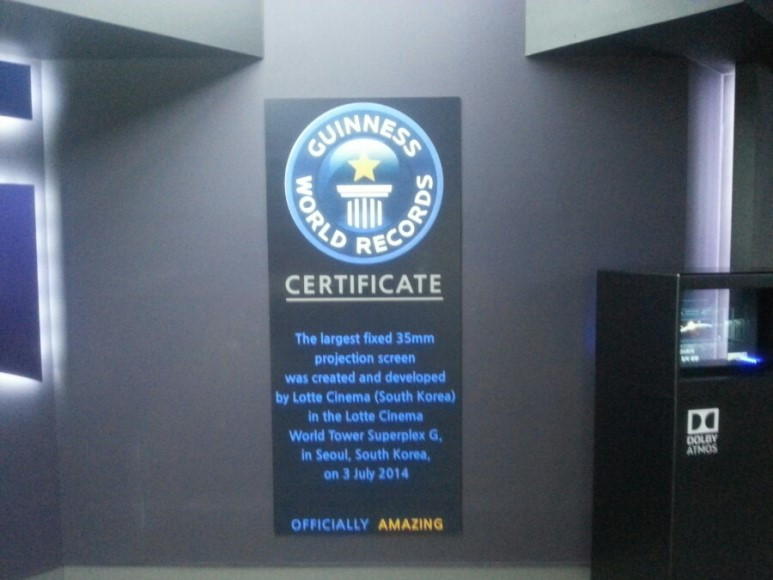 GUINNESS
WORLD RECORDS
CERTIFICATE
The largest fixed 35mm
projection screen
was created and developed
by Lotte Cinema (South Korea)
in the Lotte Cinema
World Tower Superplex G,
in Seoul, South Korea,
on 3 July 2014
OFFICIALLY AMAZING
DOLBY
ATMOS